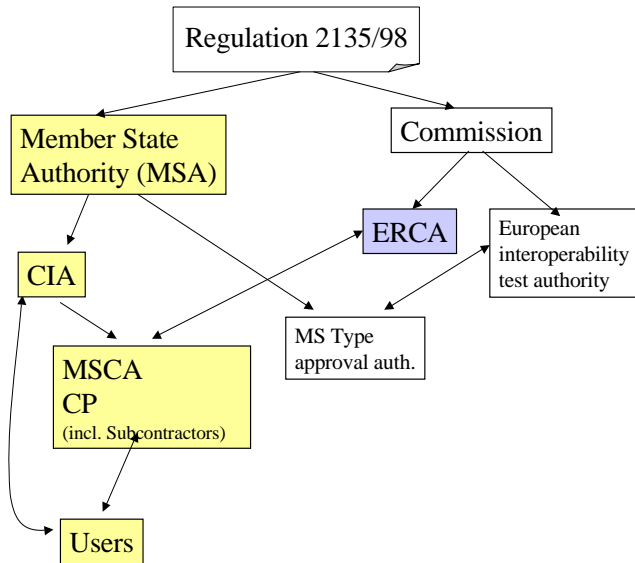 Regulation 2135/98
Member State
Authority (MSA)
Commission
ERCA
European
interoperability
test authority
CIA
MS Type
approval auth.
MSCA
CP
(incl. Subcontractors)
Users